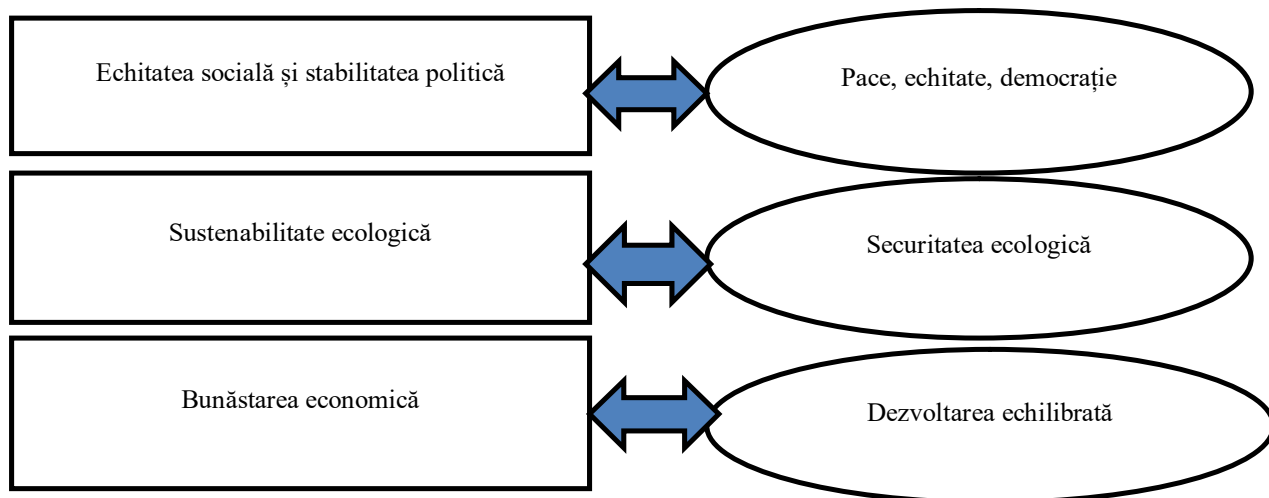 Echitatea socială și stabilitatea politică
Pace, echitate, democrație
Sustenabilitate ecologică
Securitatea ecologică
Bunăstarea economică
Dezvoltarea echilibrată